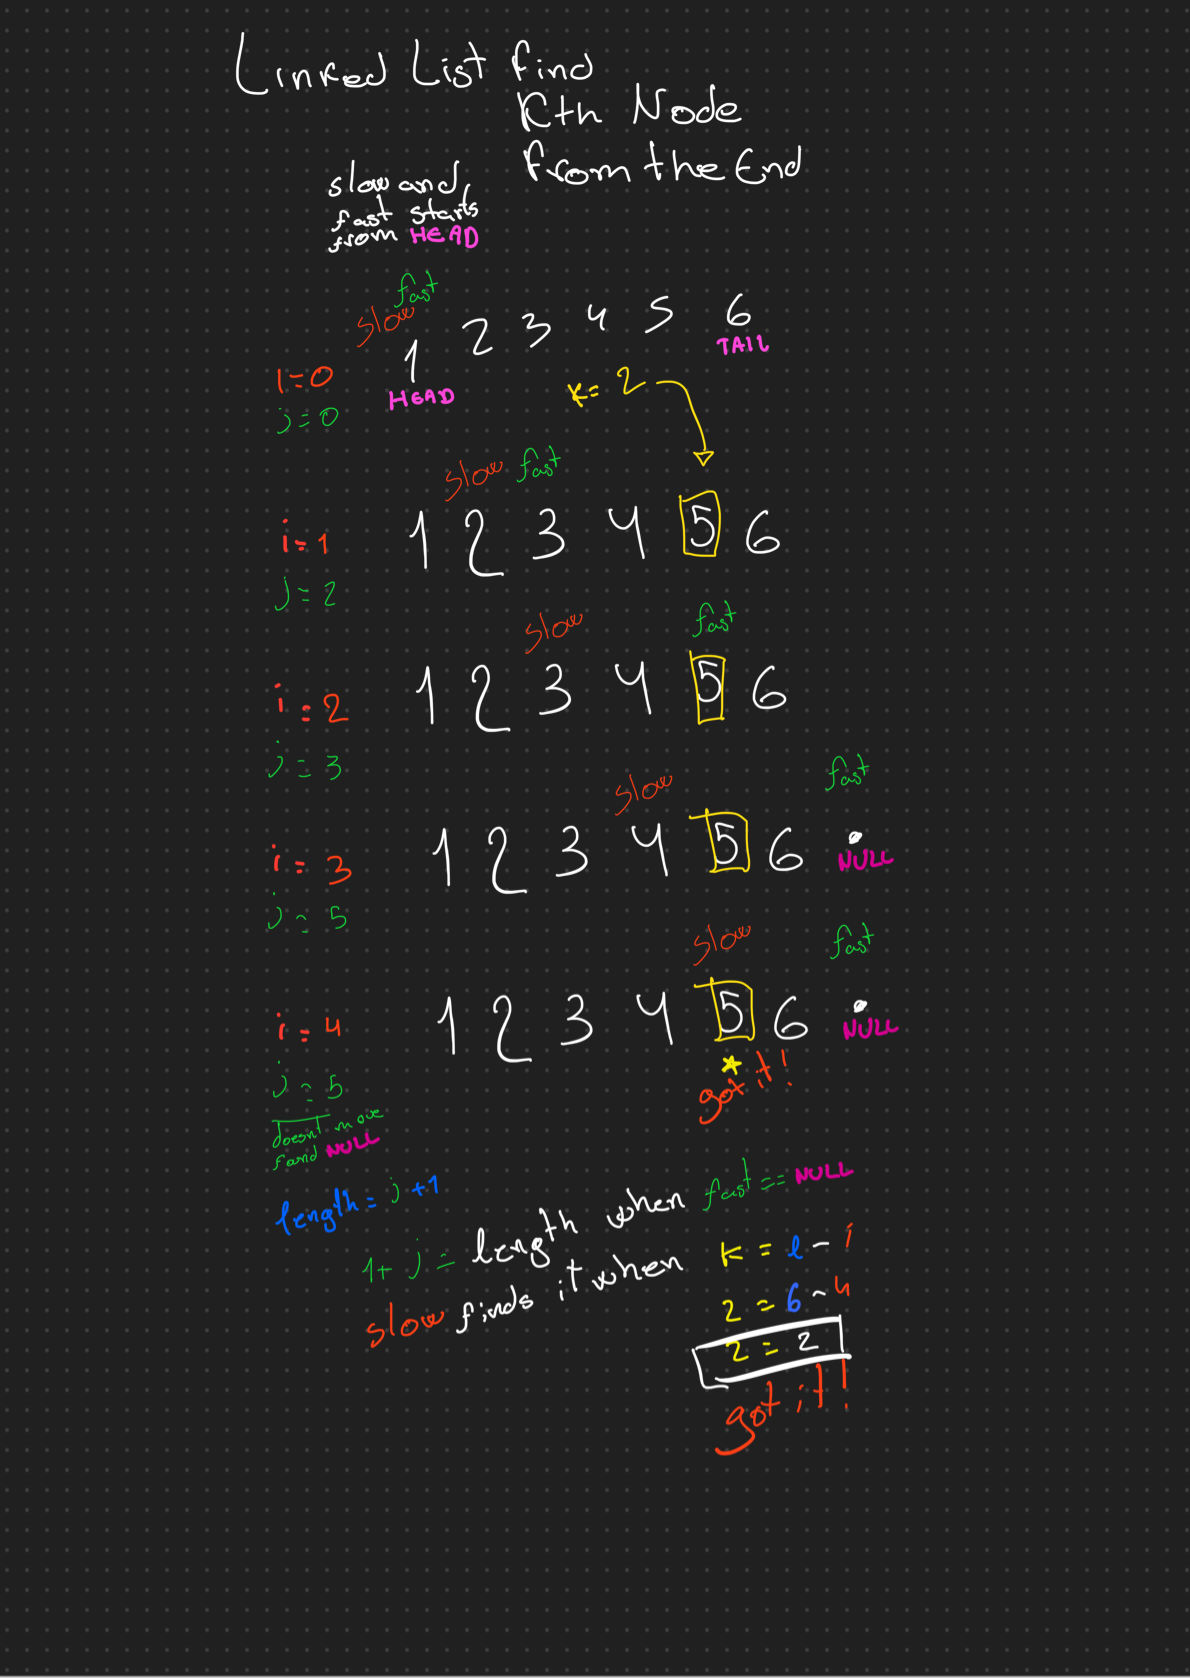 Linked List find
Kth Node
from the End
slow and
fast starts
from HEAD
fast
slow
1 2 3 4 5 6
HEAD
TAIL
i=0
j=0
k=2
slow fast
i=1
1 2 3 4 5 6
j=2
slow fast
i=2
1 2 3 4 5 6
j=3
slow fast
i=3
1 2 3 4 5 6 NULL
j=5
slow fast
i=4
1 2 3 4 5 6 NULL
got it!
j=5
doesn't move
fand NULL
length = j+1
1+j = length when fast == NULL
slow finds it when k = l - i
2 = 6 - 4
2 = 2
got it!